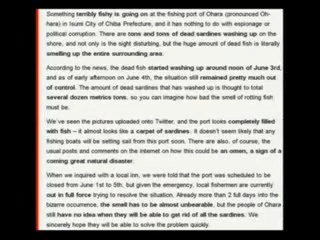 Something terribly fishy is going on at the fishing port of Ohara (pronounced Oh-
hara) in Isumi City of Chiba Prefecture, and it has nothing to do with espionage or
political corruption. There are tons and tons of dead sardines washing up on the
shore, and not only is the sight disturbing, but the huge amount of dead fish is literally
smelling up the entire surrounding area.
According to the news, the dead fish started washing up around noon of June 3rd,
and as of early afternoon on June 4th, the situation still remained pretty much out
of control. The amount of dead sardines that has washed up is thought to total
several dozen metrics tons, so you can imagine how bad the smell of rotting fish
must be.
We've seen the pictures uploaded onto Twitter, and the port looks completely filled
with fish – it almost looks like a carpet of sardines. It doesn't seem likely that any
fishing boats will be setting sail from this port soon. There are also, of course, the
usual posts and comments on the internet on how this could be an omen, a sign of a
coming great natural disaster.
When we inquired with a local inn, we were told that the port was scheduled to be
closed from June 1st to 5th, but given the emergency, local fishermen are currently
out in full force trying to resolve the situation. Already more than 2 full days into the
bizarre occurrence, the smell has to be almost unbearable, but the people of Ohara
still have no idea when they will be able to get rid of all the sardines. We
sincerely hope they will be able to solve the problem quickly.